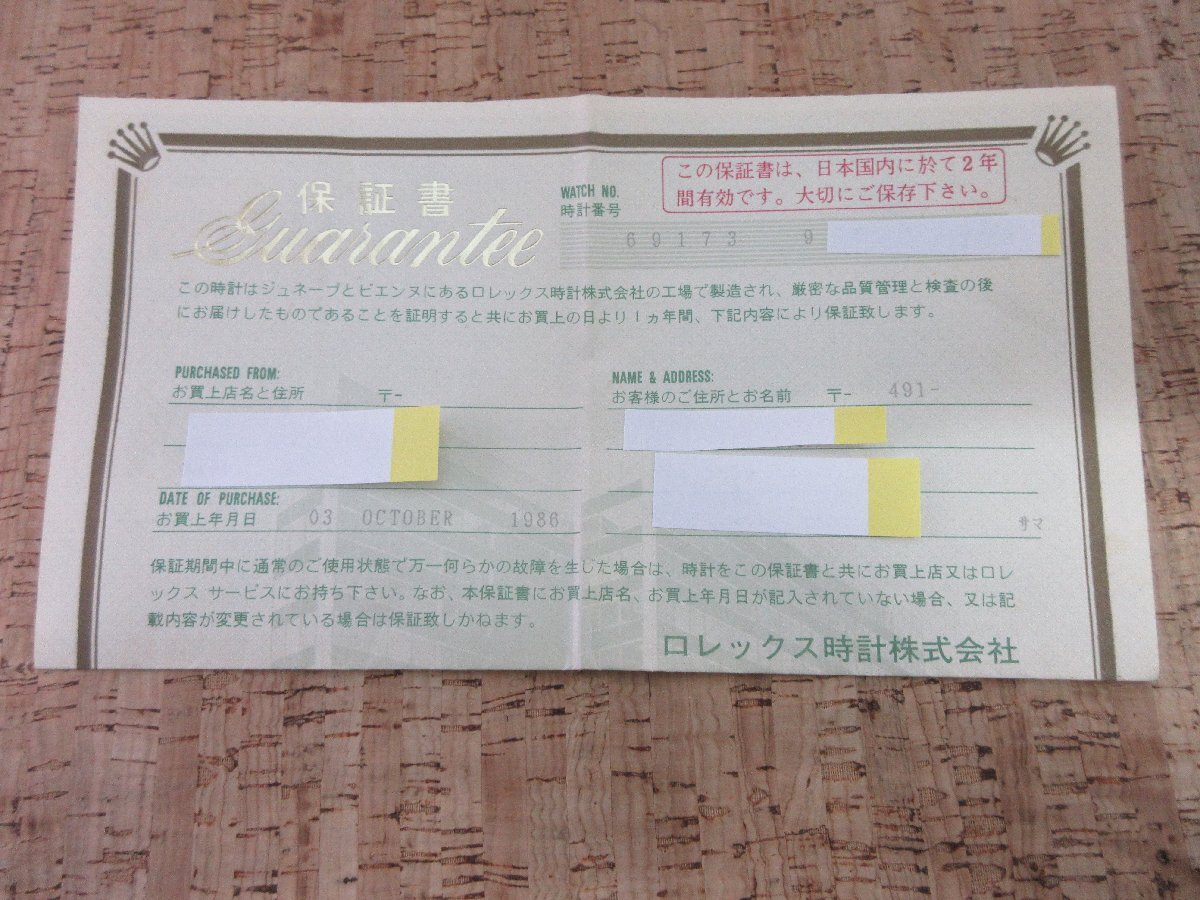 保証書
Guarantee
WATCH NO.
時計番号
この保証書は、日本国内に於て2年
間有効です。大切にご保存下さい。
69173 9
この時計はジュネーブとビエンヌにあるロレックス時計株式会社の工場で製造され、厳密な品質管理と検査の後
にお届けしたものであることを証明すると共にお買上の日より1ヵ年間、下記内容により保証致します。
PURCHASED FROM:
お買上店名と住所 〒-
NAME & ADDRESS:
お客様のご住所とお名前 〒- 491
DATE OF PURCHASE:
お買上年月日 03 OCTOBER 1986
サマ
保証期間中に通常のご使用状態で万一何らかの故障を生じた場合は、時計をこの保証書と共にお買上店又はロレ
ックス サービスにお持ち下さい。なお、本保証書にお買上店名、お買上年月日が記入されていない場合、又は記
載内容が変更されている場合は保証致しかねます。
ロレックス時計株式会社